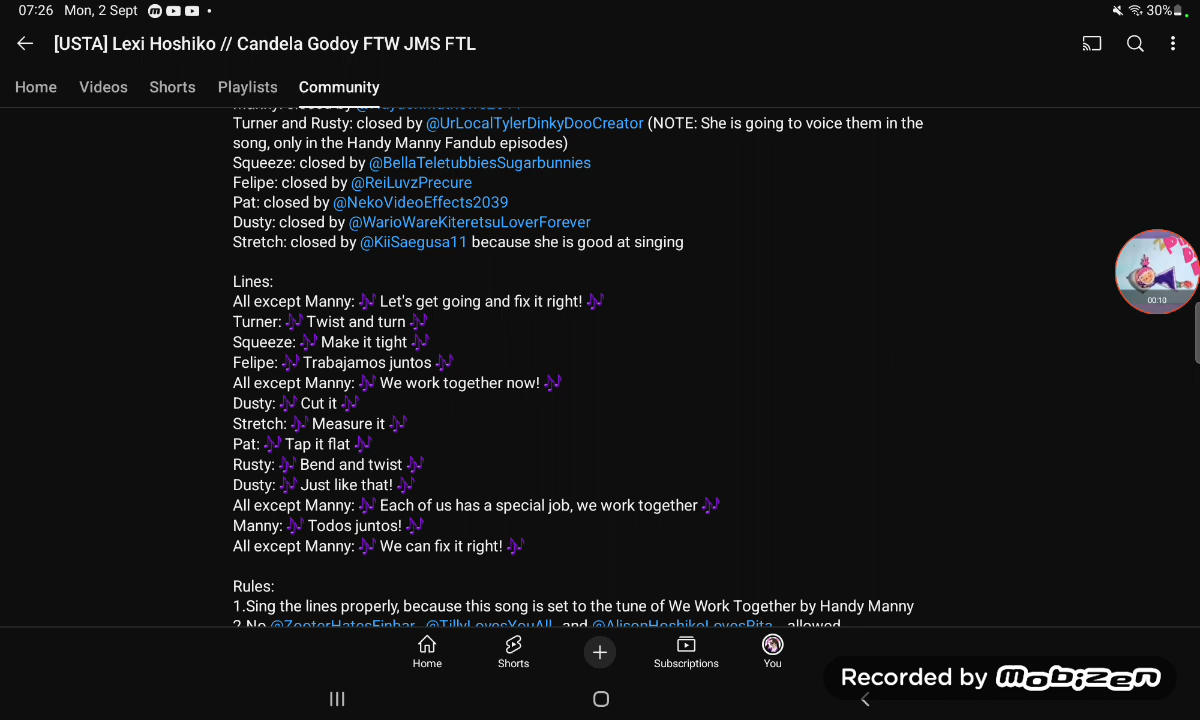 07:26 Mon, 2 Sept
30%
[USTA] Lexi Hoshiko // Candela Godoy FTW JMS FTL
Home Videos Shorts Playlists Community
Turner and Rusty: closed by @UrLocalTylerDinkyDooCreator (NOTE: She is going to voice them in the
song, only in the Handy Manny Fandub episodes)
Squeeze: closed by @BellaTeletubbiesSugarbunnies
Felipe: closed by @ReiLuvzPrecure
Pat: closed by @NekoVideoEffects2039
Dusty: closed by @WarioWareKiteretsuLoverForever
Stretch: closed by @KiiSaegusa11 because she is good at singing
Lines:
All except Manny: 🎶 Let's get going and fix it right! 🎶
Turner: 🎶 Twist and turn 🎶
Squeeze: 🎶 Make it tight 🎶
Felipe: 🎶 Trabajamos juntos 🎶
All except Manny: 🎶 We work together now! 🎶
Dusty: 🎶 Cut it 🎶
Stretch: 🎶 Measure it 🎶
Pat: 🎶 Tap it flat 🎶
Rusty: 🎶 Bend and twist 🎶
Dusty: 🎶 Just like that! 🎶
All except Manny: 🎶 Each of us has a special job, we work together 🎶
Manny: 🎶 Todos juntos! 🎶
All except Manny: 🎶 We can fix it right! 🎶
Rules:
1.Sing the lines properly, because this song is set to the tune of We Work Together by Handy Manny
2.No @ZeeterHatesFinbar @TillyLovesYouAll and @AlisonHoshikoLovesRita allowed
00:10
Home Shorts + Subscriptions You
Recorded by mobizen